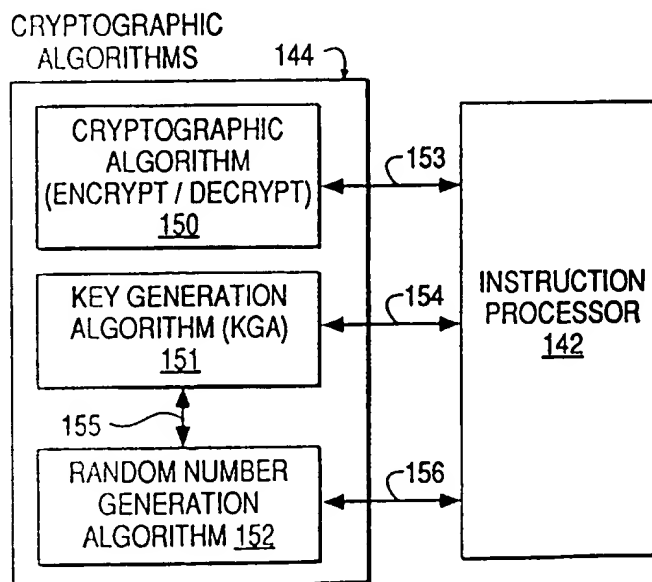 CRYPTOGRAPHIC
ALGORITHMS
144
CRYPTOGRAPHIC
ALGORITHM
(ENCRYPT / DECRYPT)
150
153
KEY GENERATION
ALGORITHM (KGA)
151
154
INSTRUCTION
PROCESSOR
142
155
RANDOM NUMBER
GENERATION
ALGORITHM 152
156